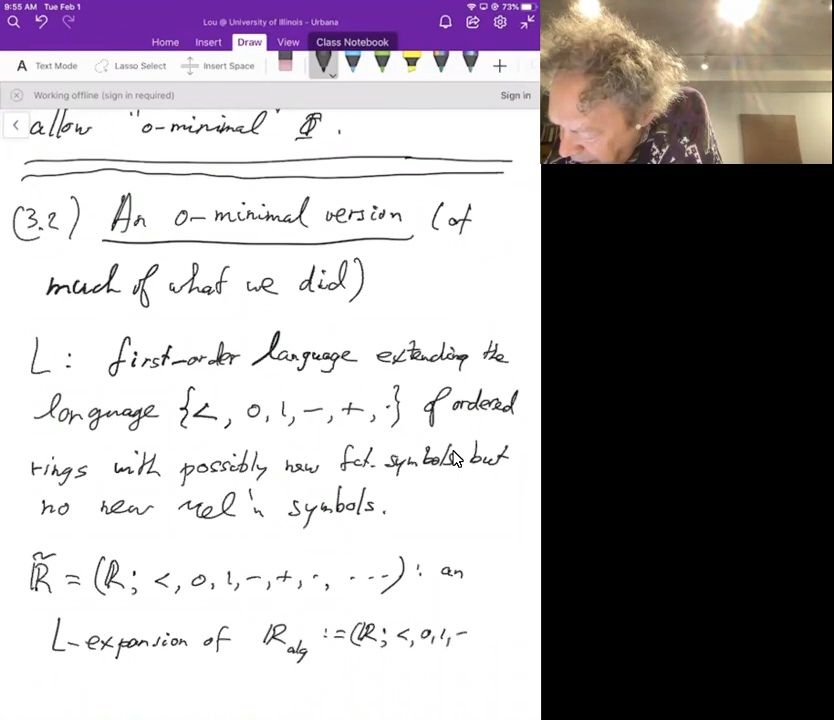 9:55 AM Tue Feb 1
73%
Lou @ University of Illinois - Urbana
Home Insert Draw View Class Notebook
A Text Mode Lasso Select Insert Space
Working offline (sign in required) Sign in
allow "o-minimal" Φ.
(3.2) An o-minimal version (of
much of what we did)
L: first-order language extending the
language {<, 0, 1, −, +, ·} of ordered
rings with possibly new fct. symbols but
no new rel'n symbols.
ℝ̃ = (ℝ; <, 0, 1, −, +, ·, ....): an
L-expansion of ℝ_alg := (ℝ; <, 0, 1, −